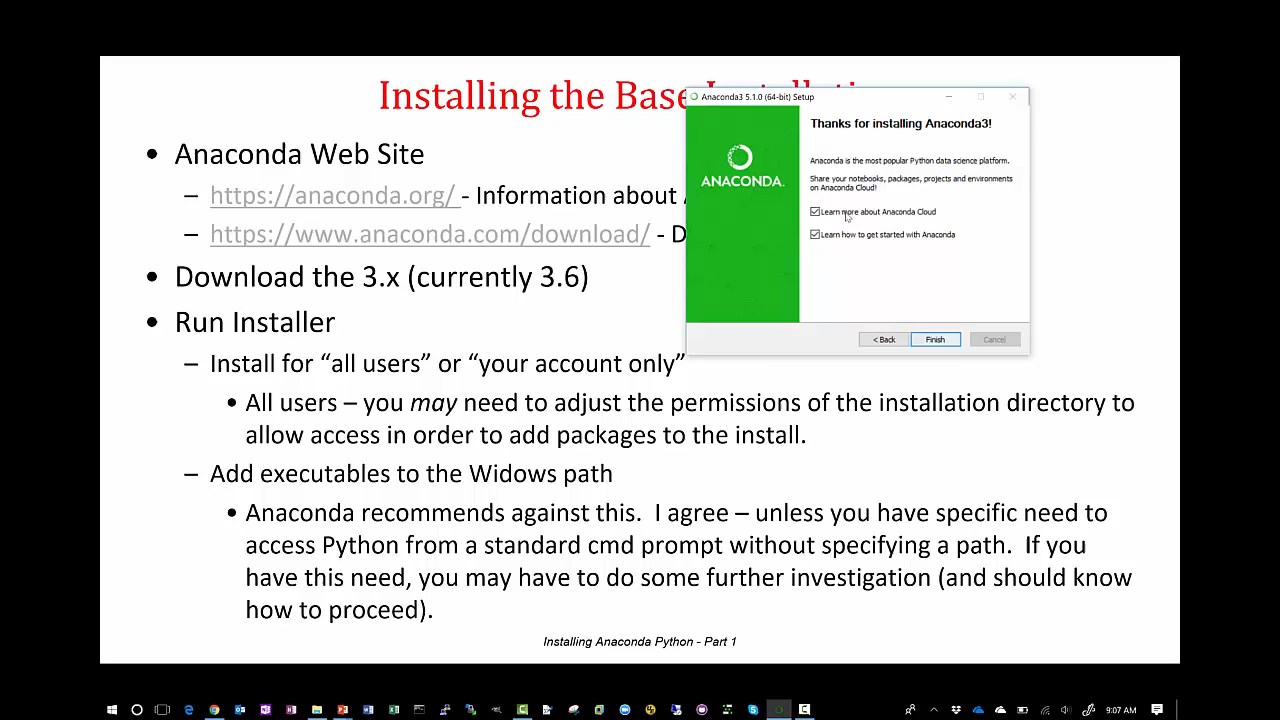 Installing the Base
• Anaconda Web Site
– https://anaconda.org/ - Information about
– https://www.anaconda.com/download/ - D
• Download the 3.x (currently 3.6)
• Run Installer
– Install for “all users” or “your account only”
• All users – you may need to adjust the permissions of the installation directory to
allow access in order to add packages to the install.
– Add executables to the Widows path
• Anaconda recommends against this.  I agree – unless you have specific need to
access Python from a standard cmd prompt without specifying a path.  If you
have this need, you may have to do some further investigation (and should know
how to proceed).
Installing Anaconda Python - Part 1
Anaconda3 5.1.0 (64-bit) Setup
ANACONDA.
Thanks for installing Anaconda3!
Anaconda is the most popular Python data science platform.
Share your notebooks, packages, projects and environments
on Anaconda Cloud!
Learn more about Anaconda Cloud
Learn how to get started with Anaconda
< Back
Finish
Cancel
9:07 AM